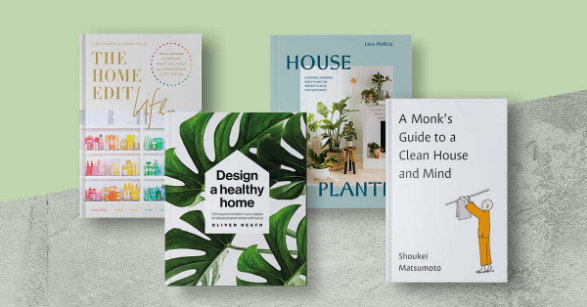 THE
HOME
EDIT
Life
Design
a healthy
home
OLIVER HEATH
LISA MUÑOZ
HOUSE
PLANTI
A Monk's
Guide to a
Clean House
and Mind
Shoukei
Matsumoto